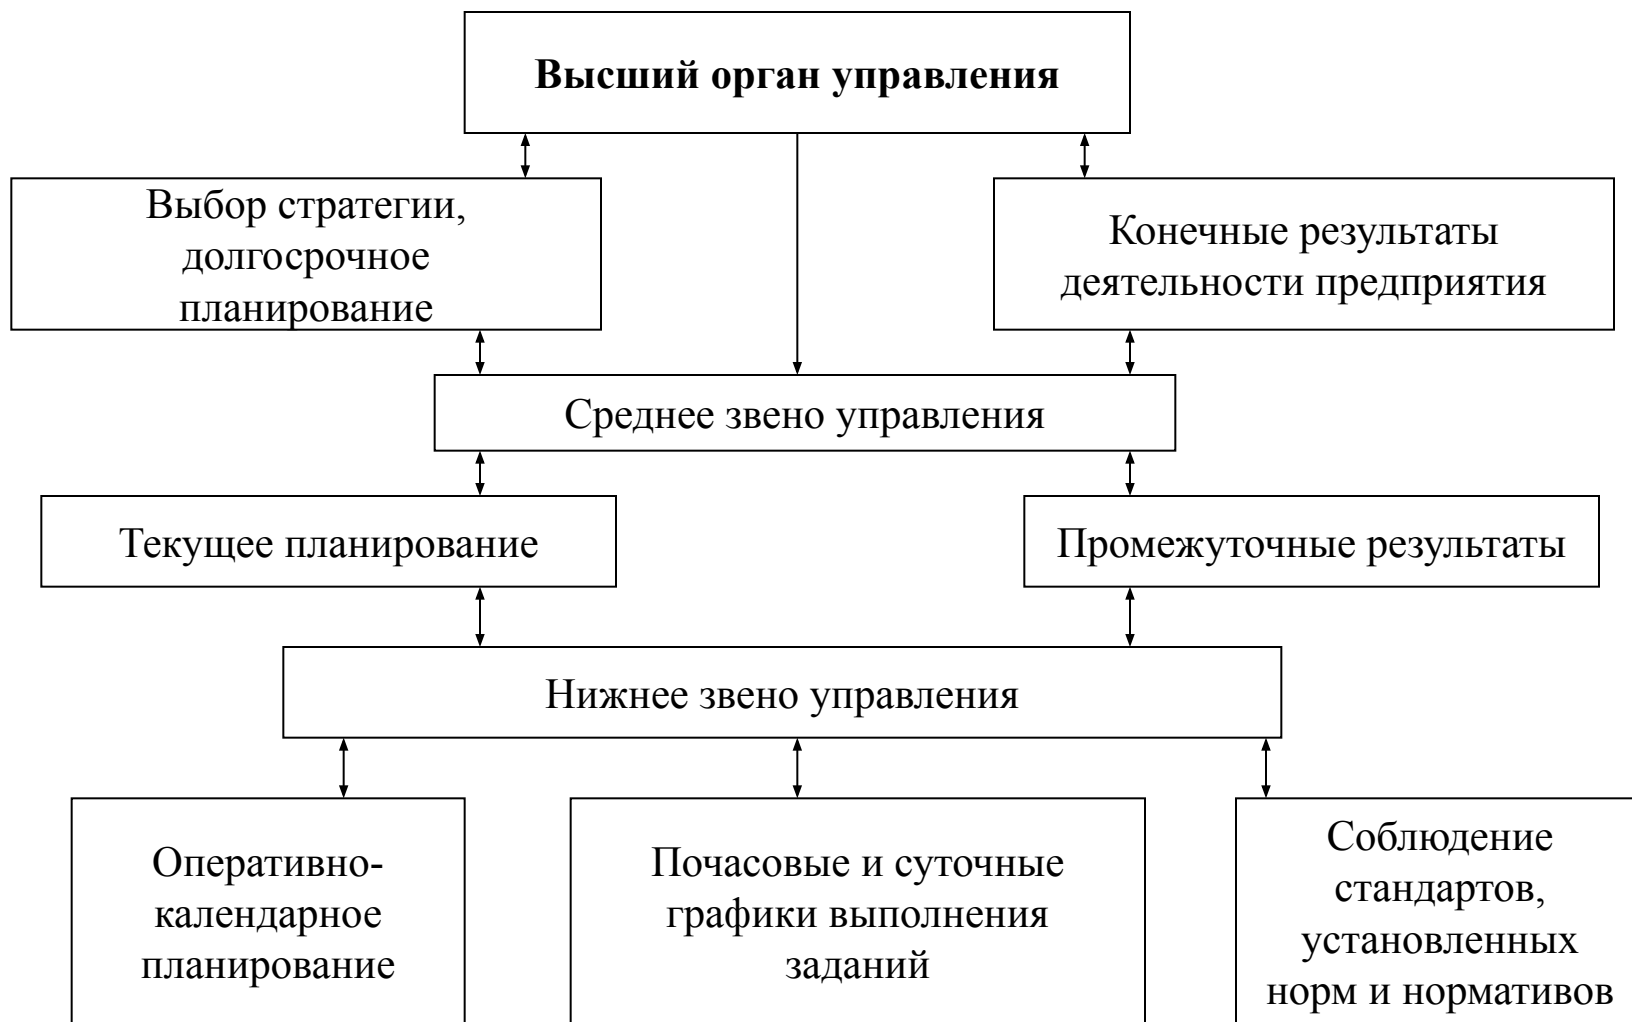 Высший орган управления
Выбор стратегии,
долгосрочное
планирование
Конечные результаты
деятельности предприятия
Среднее звено управления
Текущее планирование
Промежуточные результаты
Нижнее звено управления
Оперативно-
календарное
планирование
Почасовые и суточные
графики выполнения
заданий
Соблюдение
стандартов,
установленных
норм и нормативов